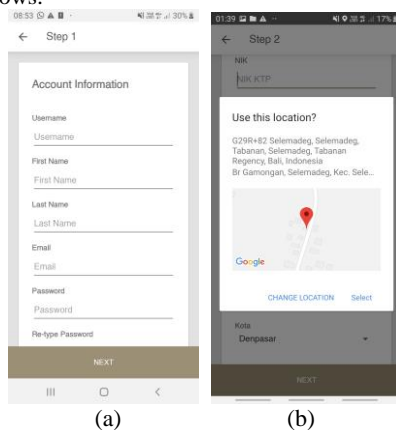 ows:
08:53
30%
← Step 1
Account Information
Username
Username
First Name
First Name
Last Name
Last Name
Email
Email
Password
Password
Re-type Password
NEXT
(a)
01:39
17%
← Step 2
NIK
NIK KTP
Use this location?
G29R+82 Selemadeg, Selemadeg,
Tabanan, Selemadeg, Tabanan
Regency, Bali, Indonesia
Br Gamongan, Selemadeg, Kec. Sele...
Google
CHANGE LOCATION Select
Kota
Denpasar
NEXT
(b)